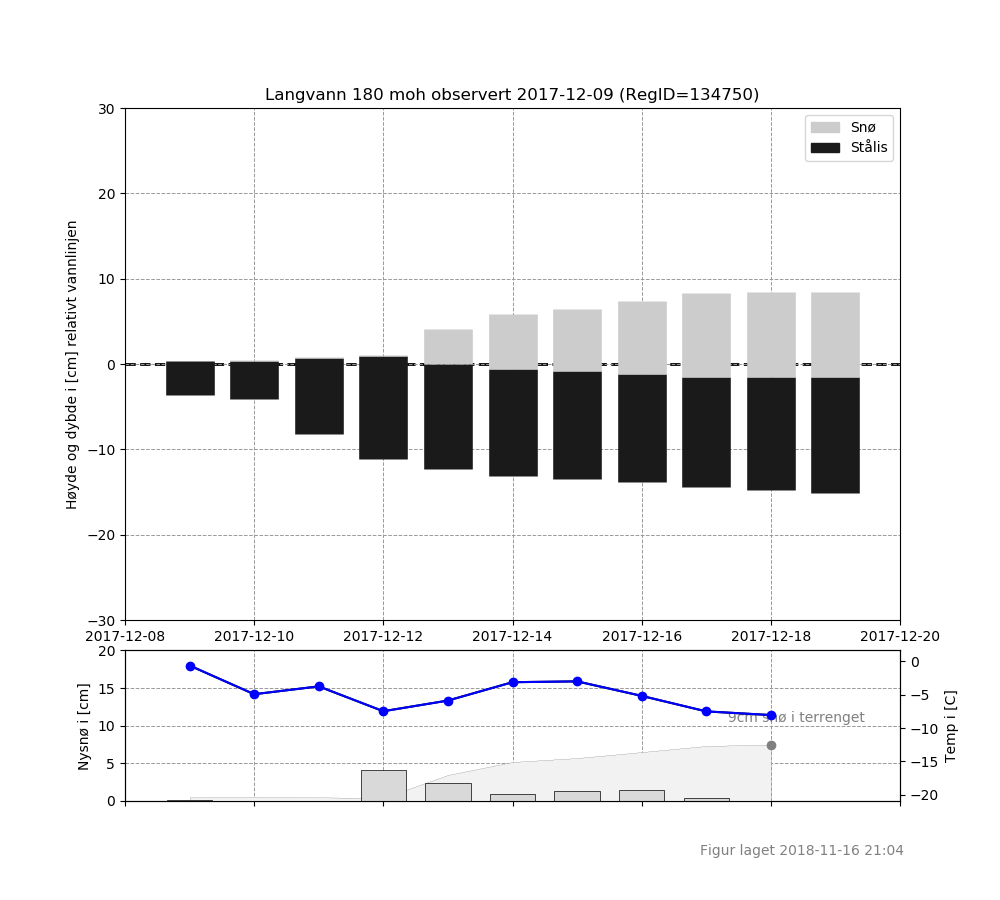 Langvann 180 moh observert 2017-12-09 (RegID=134750)
Snø
Stålis
Høyde og dybde i [cm] relativt vannlinjen
30
20
10
0
−10
−20
−30
2017-12-08 2017-12-10 2017-12-12 2017-12-14 2017-12-16 2017-12-18 2017-12-20
Nysnø i [cm]
20
15
10
5
0
9cm snø i terrenget
0
−5
−10
−15
−20
Temp i [C]
Figur laget 2018-11-16 21:04